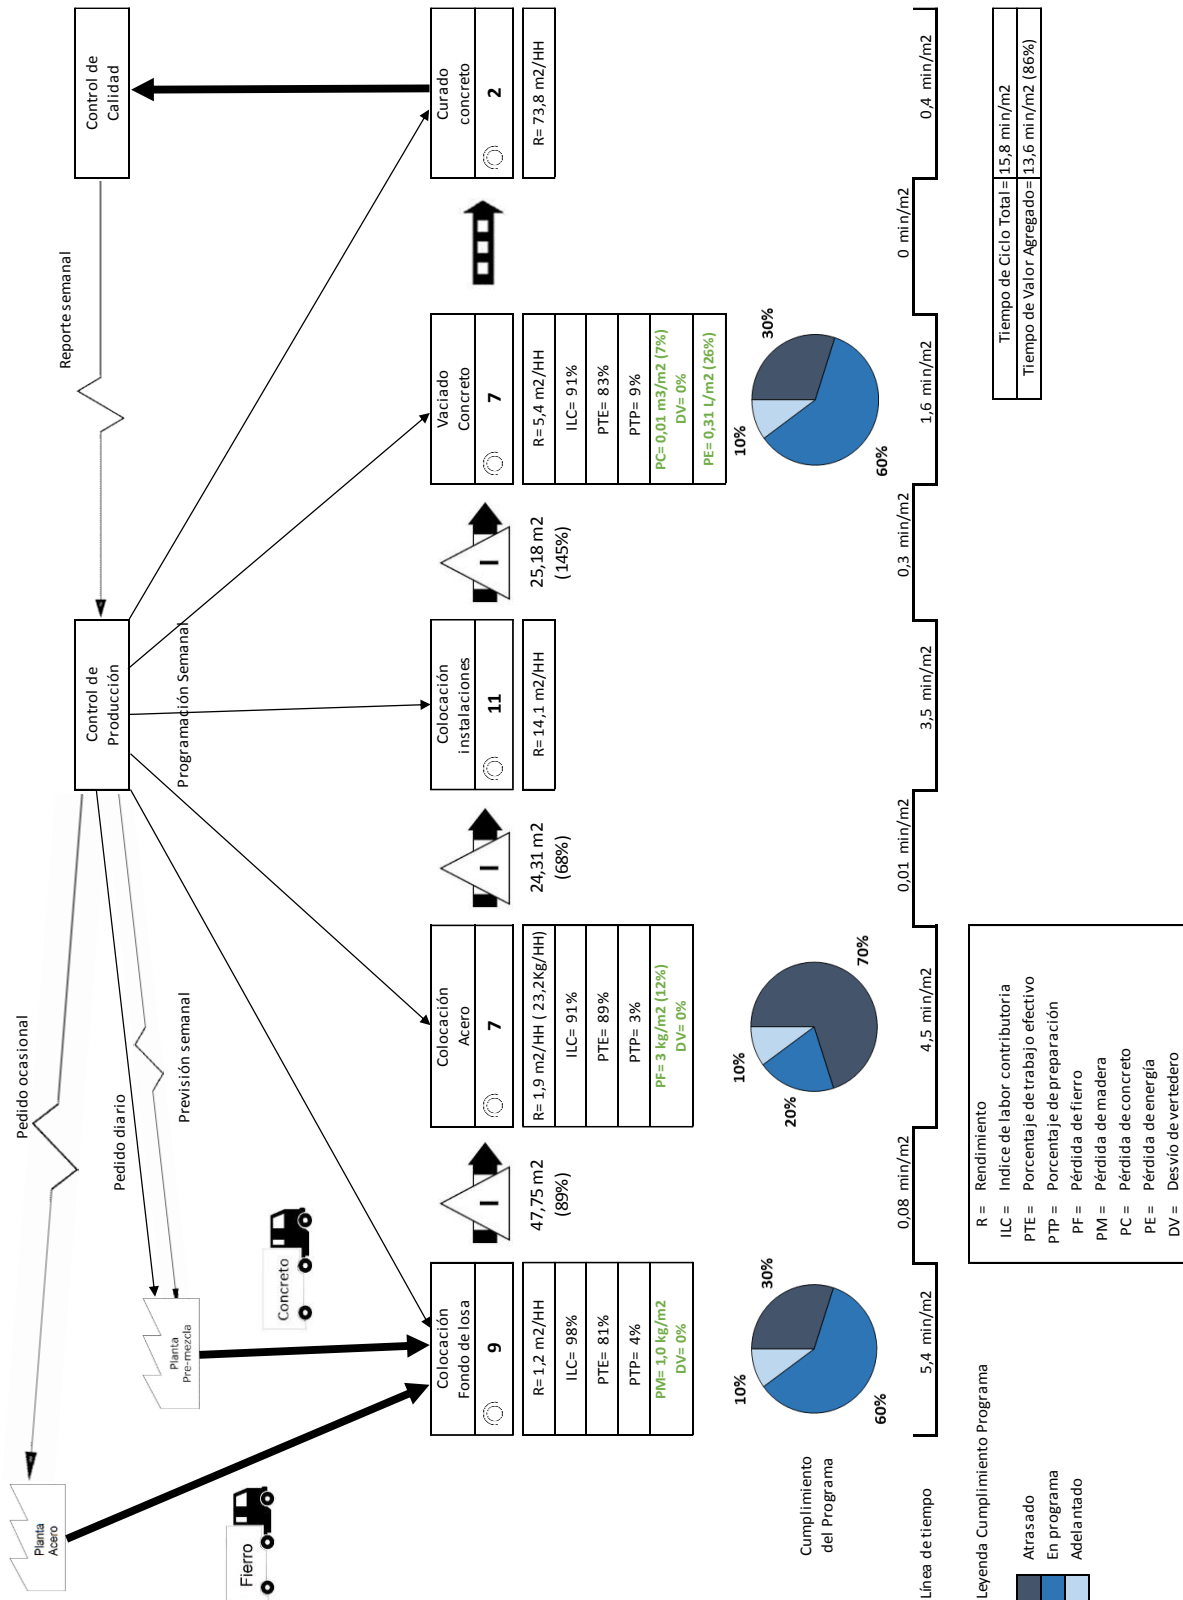 Planta
Acero
Pedido ocasional
Pedido diario
Previsión semanal
Planta
Pre-mezcla
Control de
Producción
Programación Semanal
Reporte semanal
Control de
Calidad
Fierro
Concreto
Colocación
Fondo de losa
9
R= 1,2 m2/HH
ILC= 98%
PTE= 81%
PTP= 4%
PM= 1,0 kg/m2
DV= 0%
I
47,75 m2
(89%)
Colocación
Acero
7
R= 1,9 m2/HH ( 23,2Kg/HH)
ILC= 91%
PTE= 89%
PTP= 3%
PF= 3 kg/m2 (12%)
DV= 0%
I
24,31 m2
(68%)
Colocación
instalaciones
11
R= 14,1 m2/HH
I
25,18 m2
(145%)
Vaciado
Concreto
7
R= 5,4 m2/HH
ILC= 91%
PTE= 83%
PTP= 9%
PC= 0,01 m3/m2 (7%)
DV= 0%
PE= 0,31 L/m2 (26%)
Curado
concreto
2
R= 73,8 m2/HH
Cumplimiento
del Programa
10%
30%
60%
10%
20%
70%
10%
30%
60%
Línea de tiempo
5,4 min/m2
0,08 min/m2
4,5 min/m2
0,01 min/m2
3,5 min/m2
0,3 min/m2
1,6 min/m2
0 min/m2
0,4 min/m2
Leyenda Cumplimiento Programa
Atrasado
En programa
Adelantado
R = Rendimiento
ILC = Indice de labor contributoria
PTE = Porcentaje de trabajo efectivo
PTP = Porcentaje de preparación
PF = Pérdida de fierro
PM = Pérdida de madera
PC = Pérdida de concreto
PE = Pérdida de energía
DV = Desvío de vertedero
Tiempo de Ciclo Total = 15,8 min/m2
Tiempo de Valor Agregado= 13,6 min/m2 (86%)